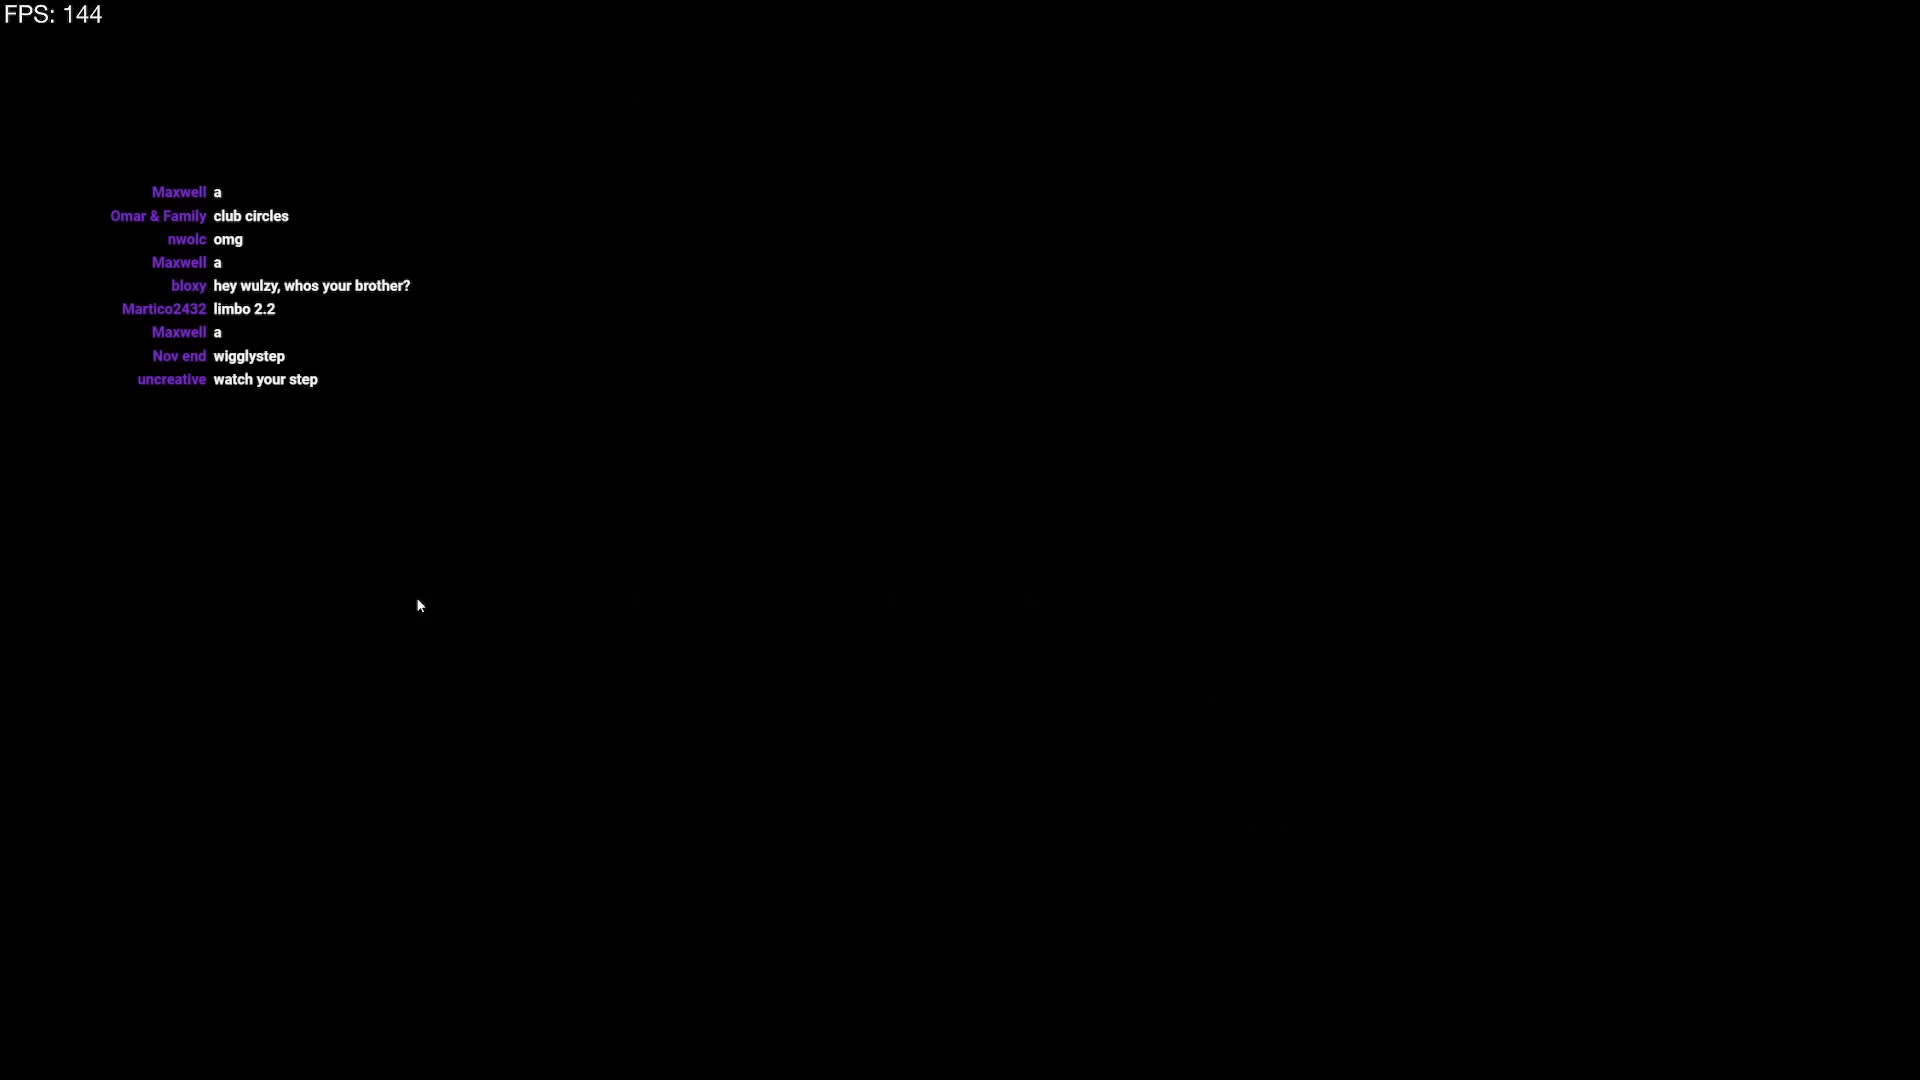 FPS: 144
Maxwell a
Omar & Family club circles
nwolc omg
Maxwell a
bloxy hey wulzy, whos your brother?
Martico2432 limbo 2.2
Maxwell a
Nov end wigglystep
uncreative watch your step